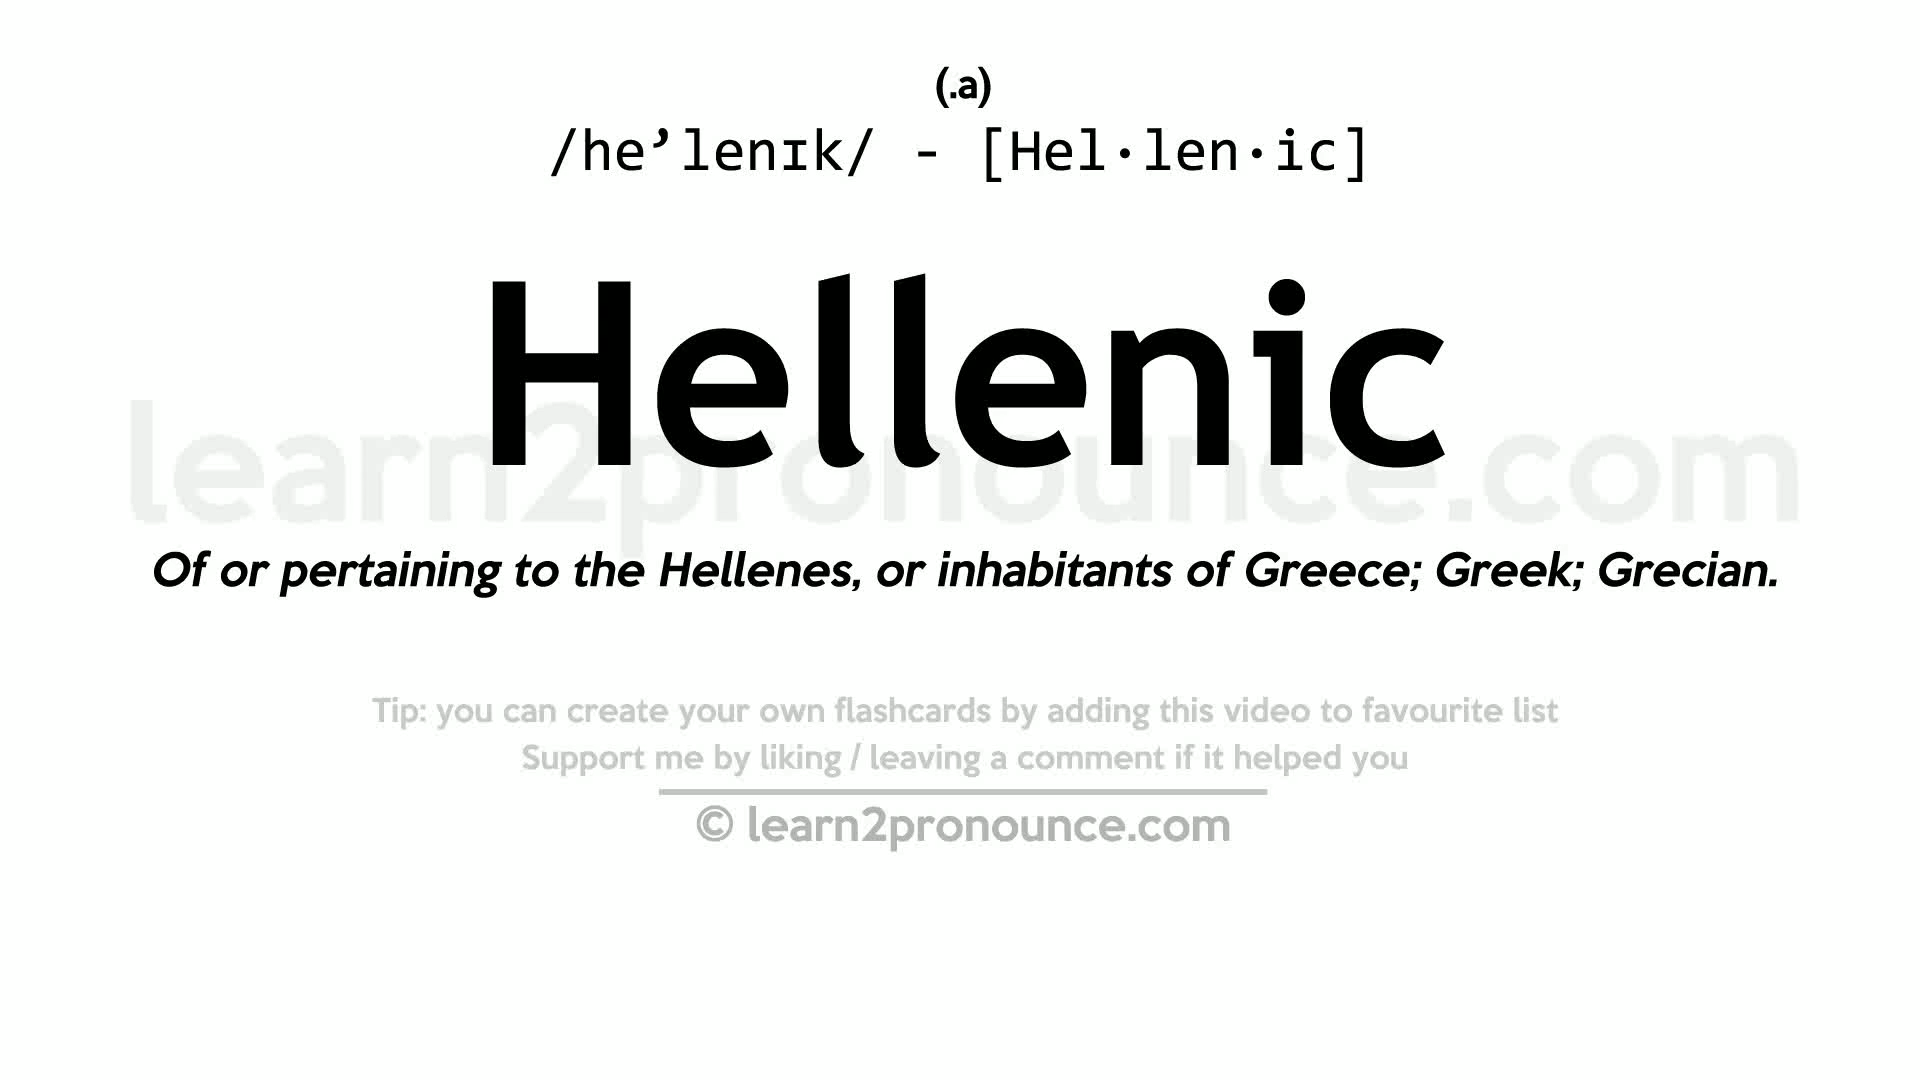 (.a)
/he’lenɪk/ - [Hel·len·ic]
Hellenic
learn2pronounce.com
Of or pertaining to the Hellenes, or inhabitants of Greece; Greek; Grecian.
Tip: you can create your own flashcards by adding this video to favourite list
Support me by liking / leaving a comment if it helped you
© learn2pronounce.com